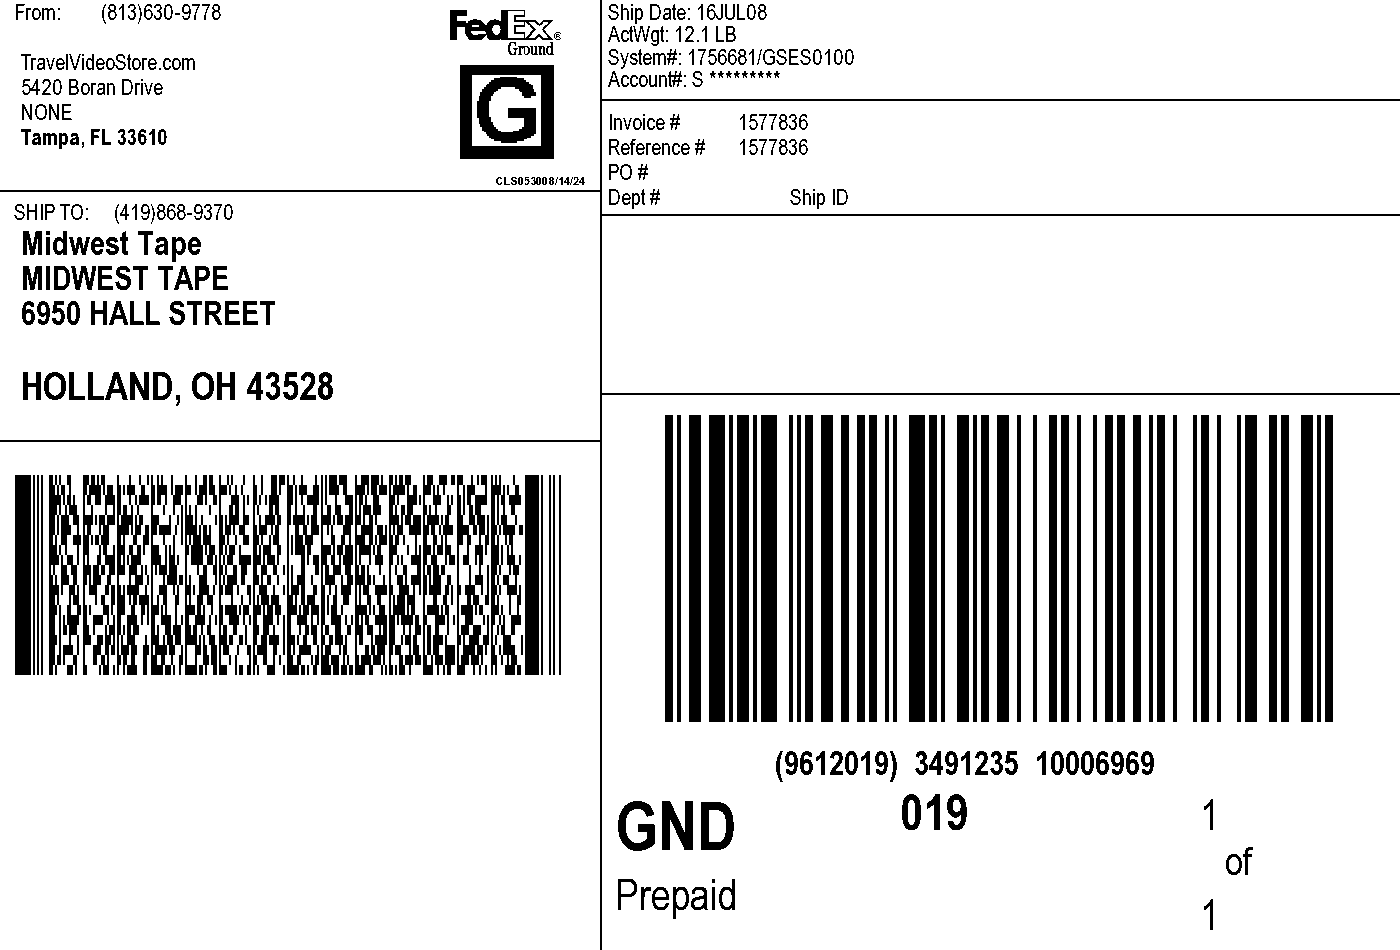 From: (813)630-9778
TravelVideoStore.com
5420 Boran Drive
NONE
Tampa, FL 33610
FedEx®
Ground
G
CLS053008/14/24
Ship Date: 16JUL08
ActWgt: 12.1 LB
System#: 1756681/GSES0100
Account#: S *********
Invoice # 1577836
Reference # 1577836
PO #
Dept # Ship ID
SHIP TO: (419)868-9370
Midwest Tape
MIDWEST TAPE
6950 HALL STREET
HOLLAND, OH 43528
(9612019) 3491235 10006969
GND 019 1
of
Prepaid 1